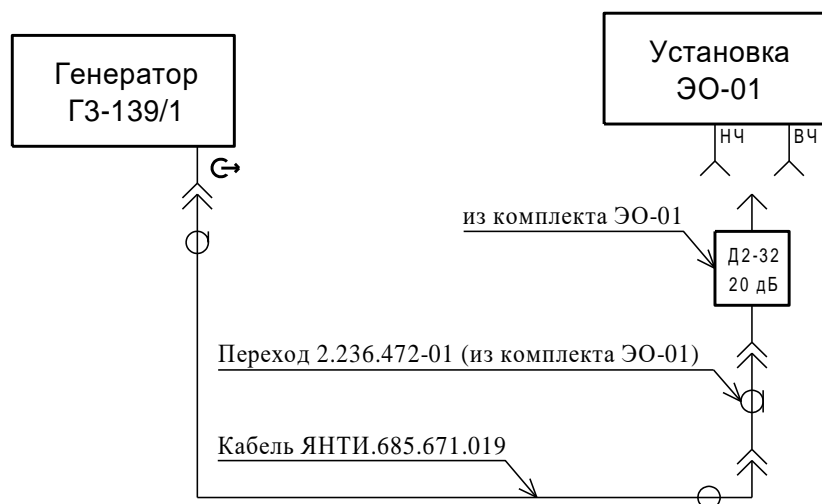 Генератор
Г3-139/1
Установка
ЭО-01
НЧ
ВЧ
из комплекта ЭО-01
Д2-32
20 дБ
Переход 2.236.472-01 (из комплекта ЭО-01)
Кабель ЯНТИ.685.671.019